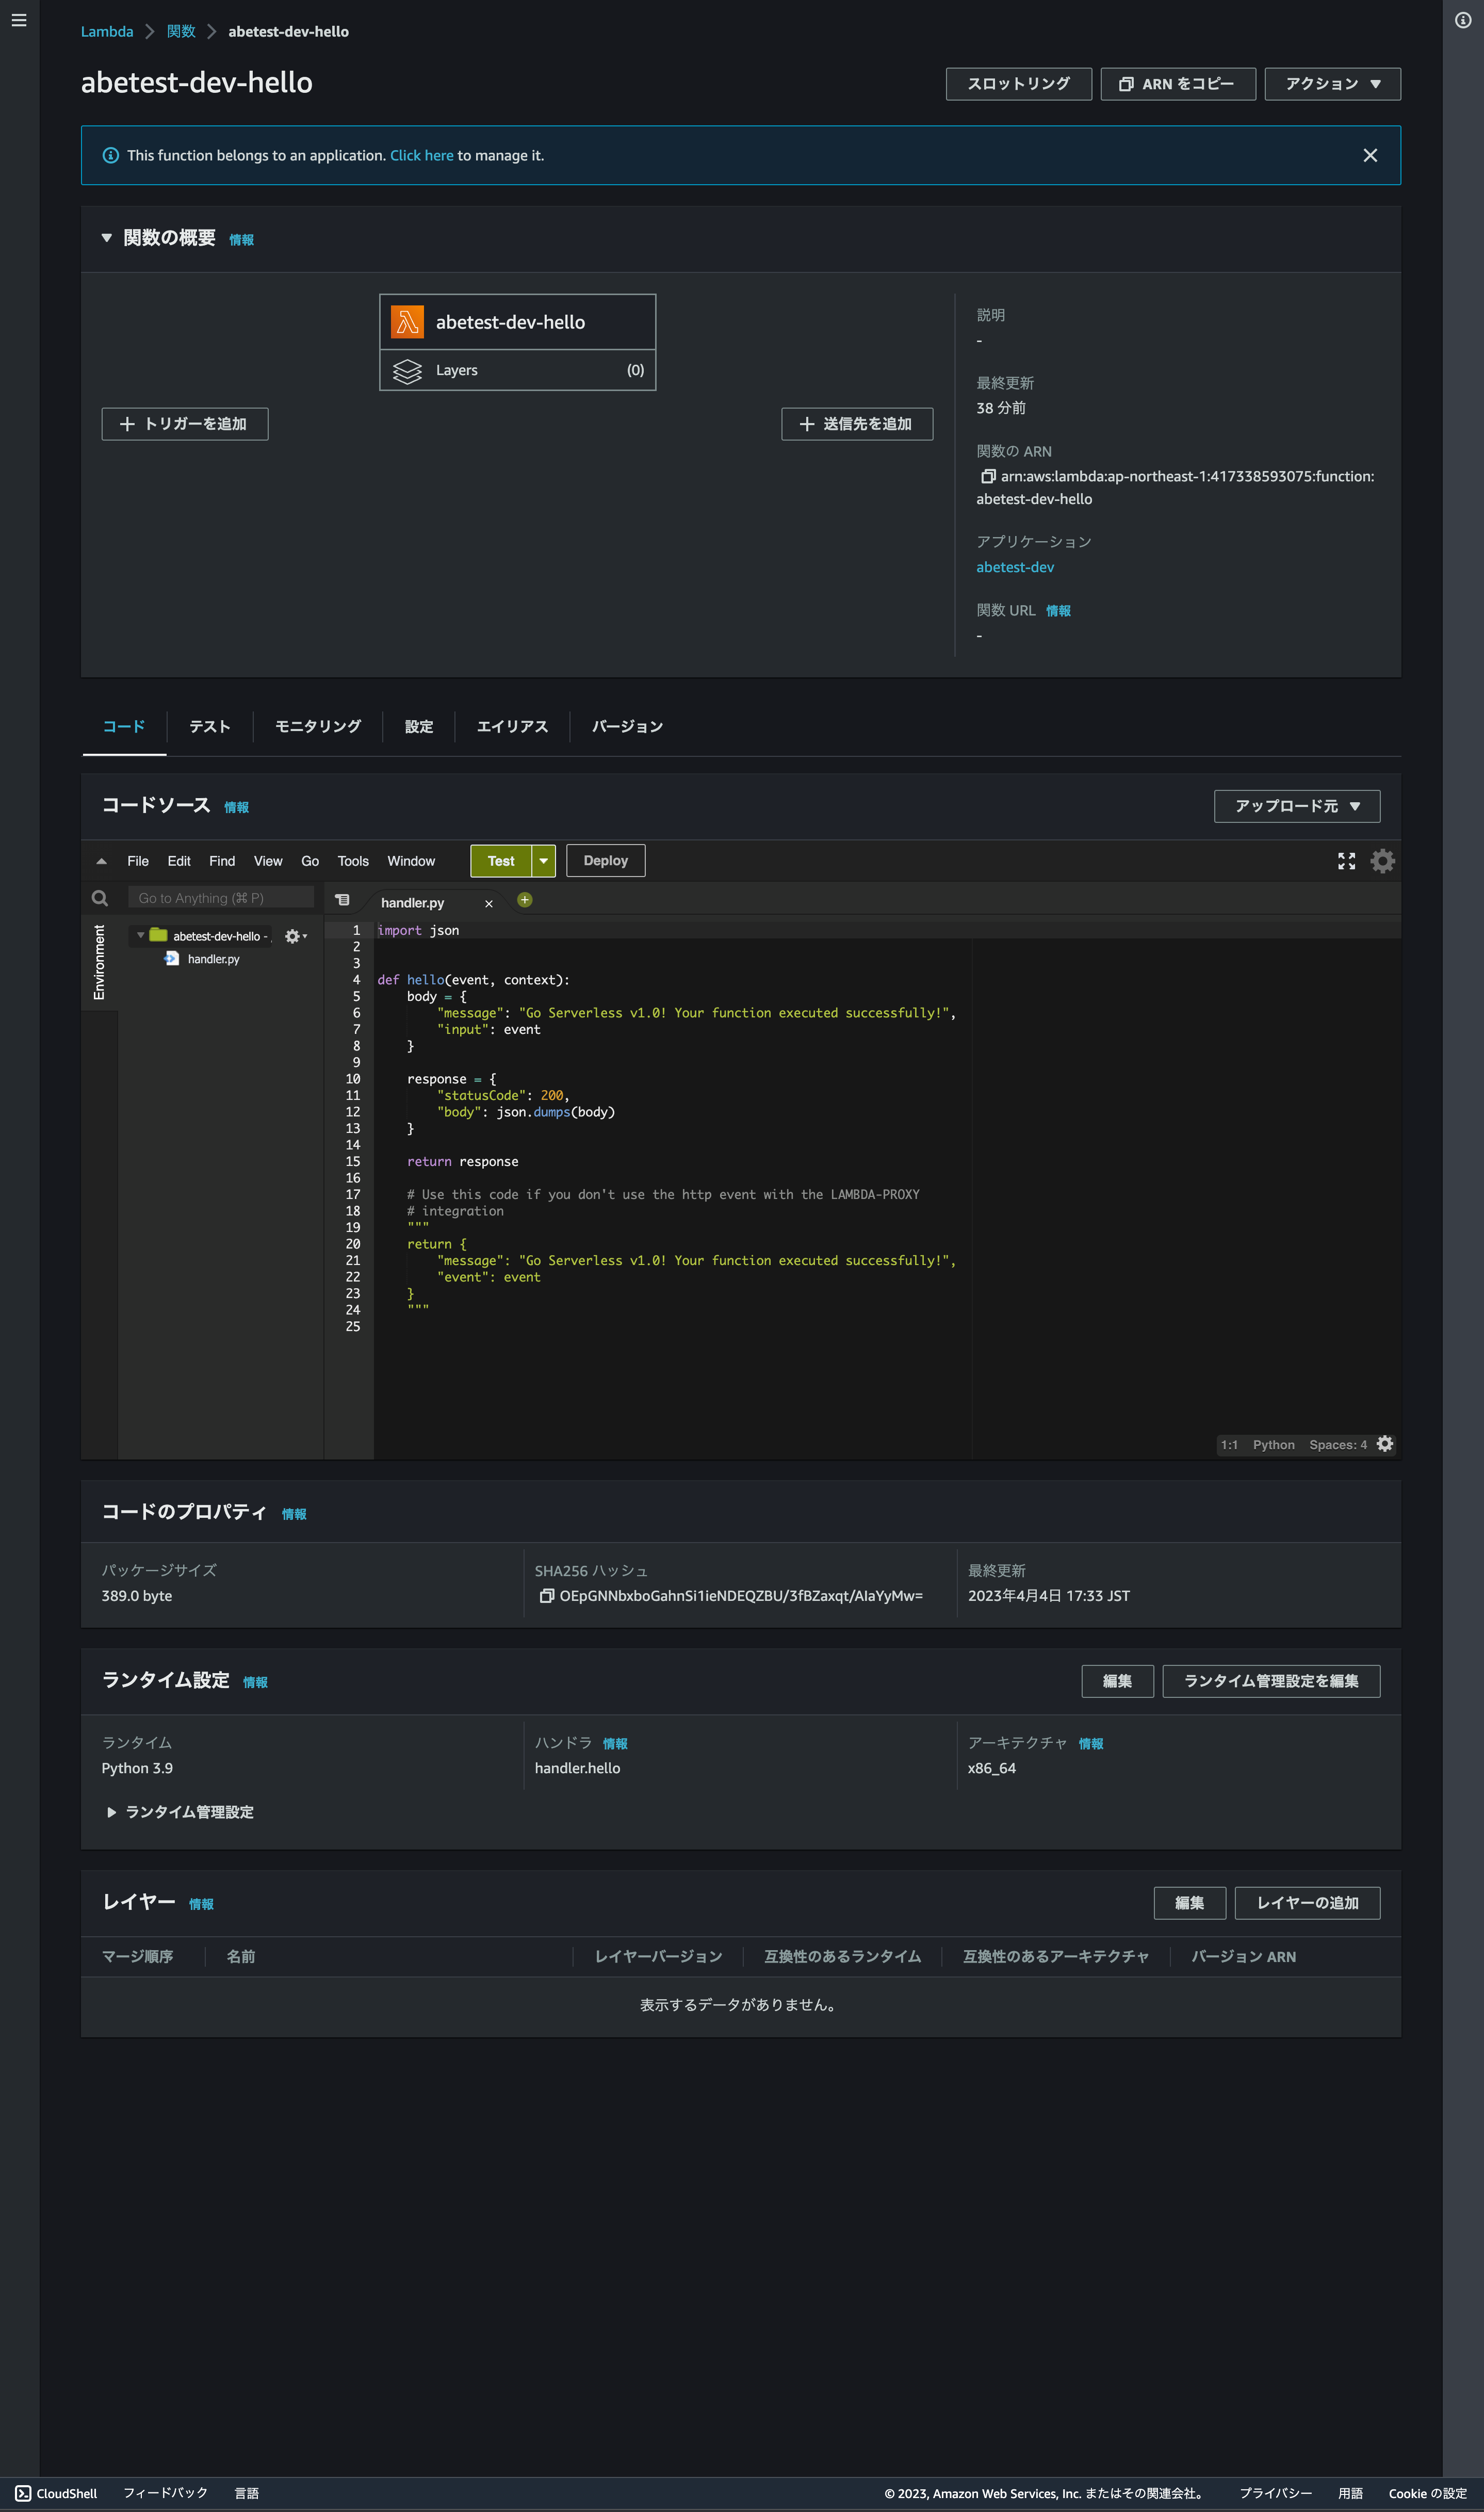 Lambda 関数 abetest-dev-hello
abetest-dev-hello
スロットリング ARN をコピー アクション
This function belongs to an application. Click here to manage it.
関数の概要 情報
abetest-dev-hello
Layers (0)
トリガーを追加
送信先を追加
説明
-
最終更新
38 分前
関数の ARN
arn:aws:lambda:ap-northeast-1:417338593075:function:
abetest-dev-hello
アプリケーション
abetest-dev
関数 URL 情報
-
コード テスト モニタリング 設定 エイリアス バージョン
コードソース 情報 アップロード元
File Edit Find View Go Tools Window Test Deploy
Go to Anything (⌘ P)
handler.py
Environment
abetest-dev-hello -
handler.py
1 import json
2
3
4 def hello(event, context):
5     body = {
6         "message": "Go Serverless v1.0! Your function executed successfully!",
7         "input": event
8     }
9
10     response = {
11         "statusCode": 200,
12         "body": json.dumps(body)
13     }
14
15     return response
16
17     # Use this code if you don't use the http event with the LAMBDA-PROXY
18     # integration
19     """
20     return {
21         "message": "Go Serverless v1.0! Your function executed successfully!",
22         "event": event
23     }
24     """
25
1:1 Python Spaces: 4
コードのプロパティ 情報
パッケージサイズ
389.0 byte
SHA256 ハッシュ
OEpGNNbxboGahnSi1ieNDEQZBU/3fBZaxqt/AIaYyMw=
最終更新
2023年4月4日 17:33 JST
ランタイム設定 情報 編集 ランタイム管理設定を編集
ランタイム
Python 3.9
ハンドラ 情報
handler.hello
アーキテクチャ 情報
x86_64
ランタイム管理設定
レイヤー 情報 編集 レイヤーの追加
マージ順序 名前 レイヤーバージョン 互換性のあるランタイム 互換性のあるアーキテクチャ バージョン ARN
表示するデータがありません。
CloudShell フィードバック 言語 © 2023, Amazon Web Services, Inc. またはその関連会社。 プライバシー 用語 Cookie の設定